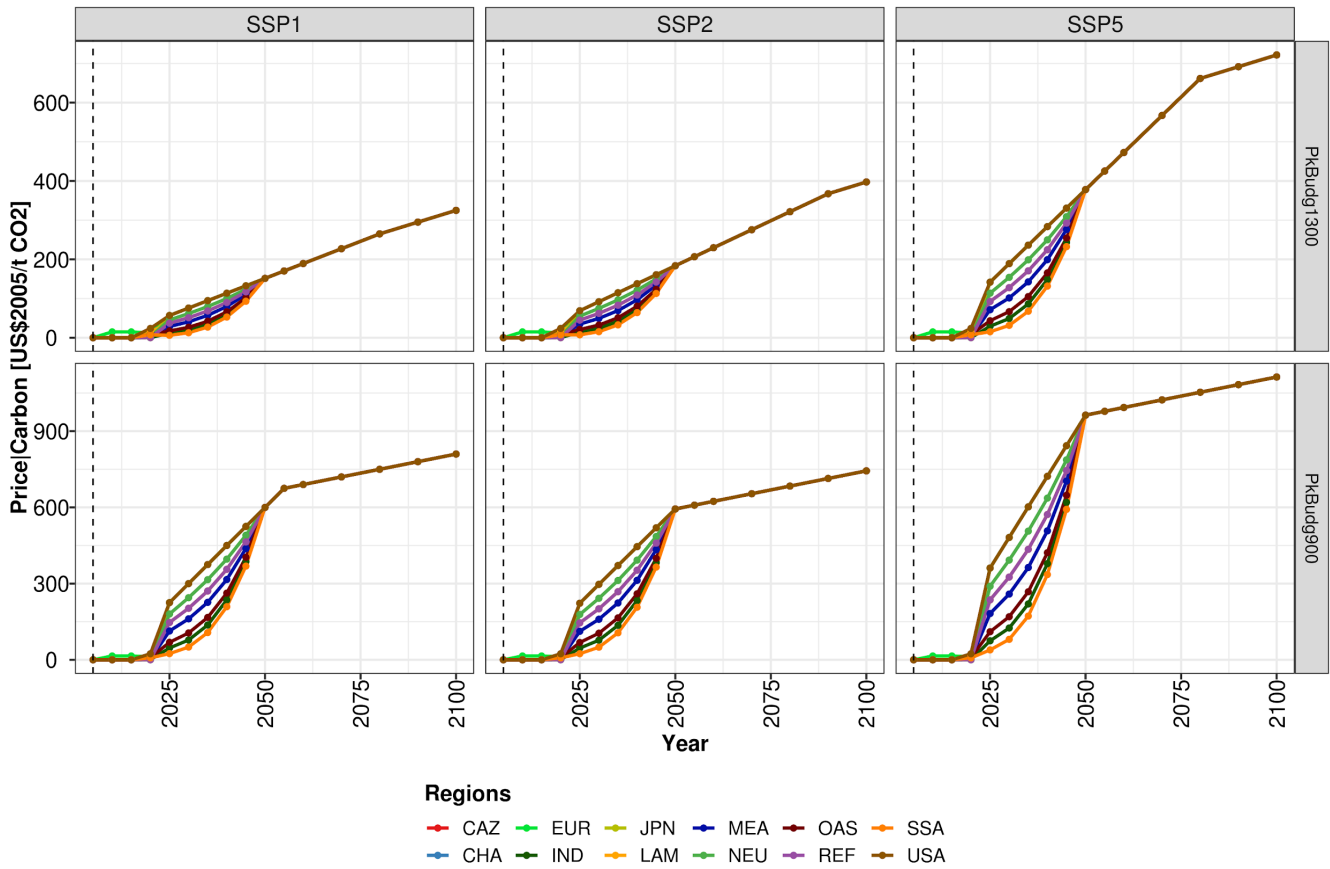 SSP1 SSP2 SSP5
Price|Carbon [US$2005/t CO2]
600
400
200
0
PkBudg1300
900
600
300
0
PkBudg900
2025 2050 2075 2100 2025 2050 2075 2100 2025 2050 2075 2100
Year
Regions
CAZ EUR JPN MEA OAS SSA
CHA IND LAM NEU REF USA